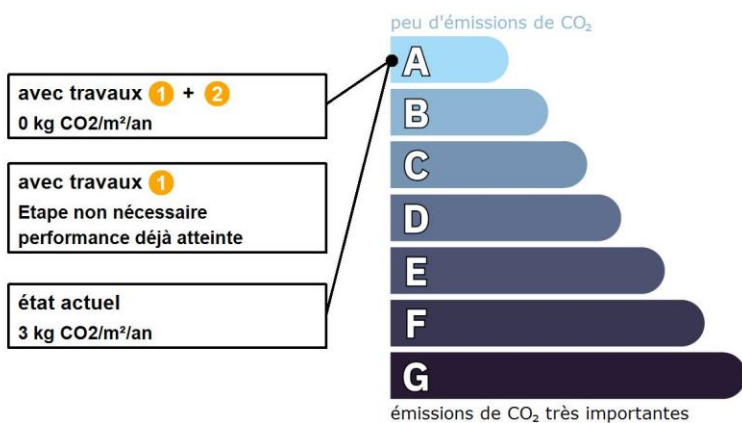 peu d'émissions de CO₂
A
B
C
D
E
F
G
émissions de CO₂ très importantes
avec travaux 1 + 2
0 kg CO2/m²/an
avec travaux 1
Etape non nécessaire
performance déjà atteinte
état actuel
3 kg CO2/m²/an